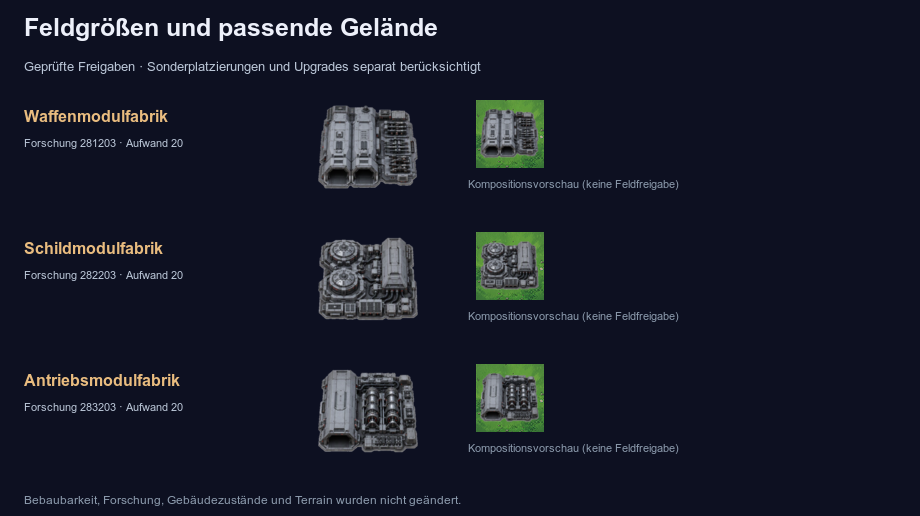 Feldgrößen und passende Gelände
Geprüfte Freigaben · Sonderplatzierungen und Upgrades separat berücksichtigt
Waffenmodulfabrik
Forschung 281203 · Aufwand 20
Kompositionsvorschau (keine Feldfreigabe)
Schildmodulfabrik
Forschung 282203 · Aufwand 20
Kompositionsvorschau (keine Feldfreigabe)
Antriebsmodulfabrik
Forschung 283203 · Aufwand 20
Kompositionsvorschau (keine Feldfreigabe)
Bebaubarkeit, Forschung, Gebäudezustände und Terrain wurden nicht geändert.